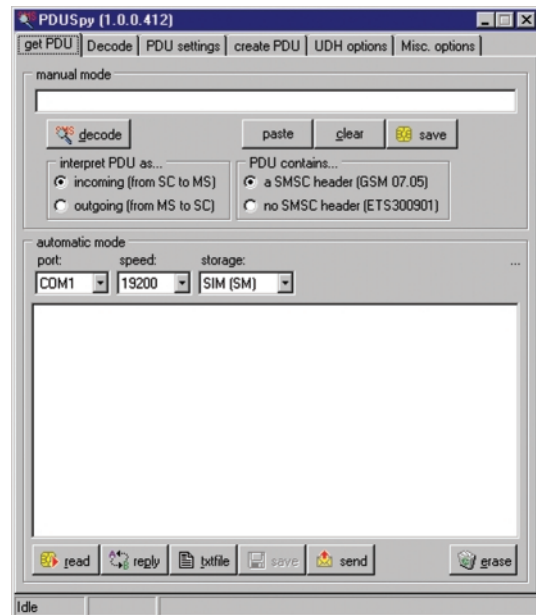 PDUSpy (1.0.0.412)
get PDU Decode PDU settings create PDU UDH options Misc. options
manual mode
decode paste clear save
interpret PDU as... PDU contains...
incoming (from SC to MS) a SMSC header (GSM 07.05)
outgoing (from MS to SC) no SMSC header (ETS300901)
automatic mode
port: speed: storage: ...
COM1 19200 SIM (SM)
read reply txtfile save send erase
Idle